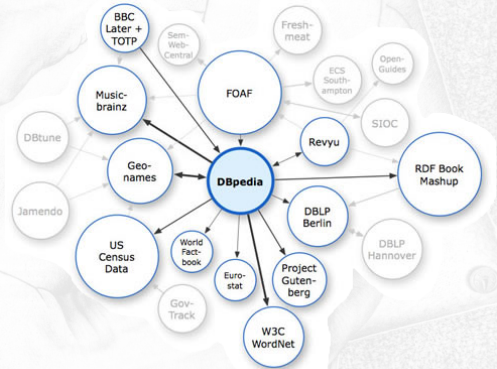 BBC
Later +
TOTP
Sem-
Web-
Central
Fresh-
meat
Open-
Guides
ECS
South-
ampton
FOAF
Music-
brainz
SIOC
DBtune
Revyu
Geo-
names
DBpedia
RDF Book
Mashup
Jamendo
DBLP
Berlin
DBLP
Hannover
US
Census
Data
World
Fact-
book
Euro-
stat
Project
Guten-
berg
Gov-
Track
W3C
WordNet